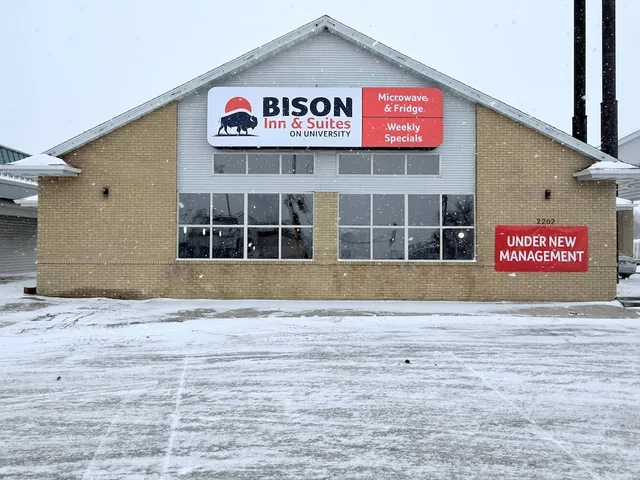 BISON
Inn & Suites
ON UNIVERSITY
Microwave
& Fridge
Weekly
Specials
2202
UNDER NEW
MANAGEMENT